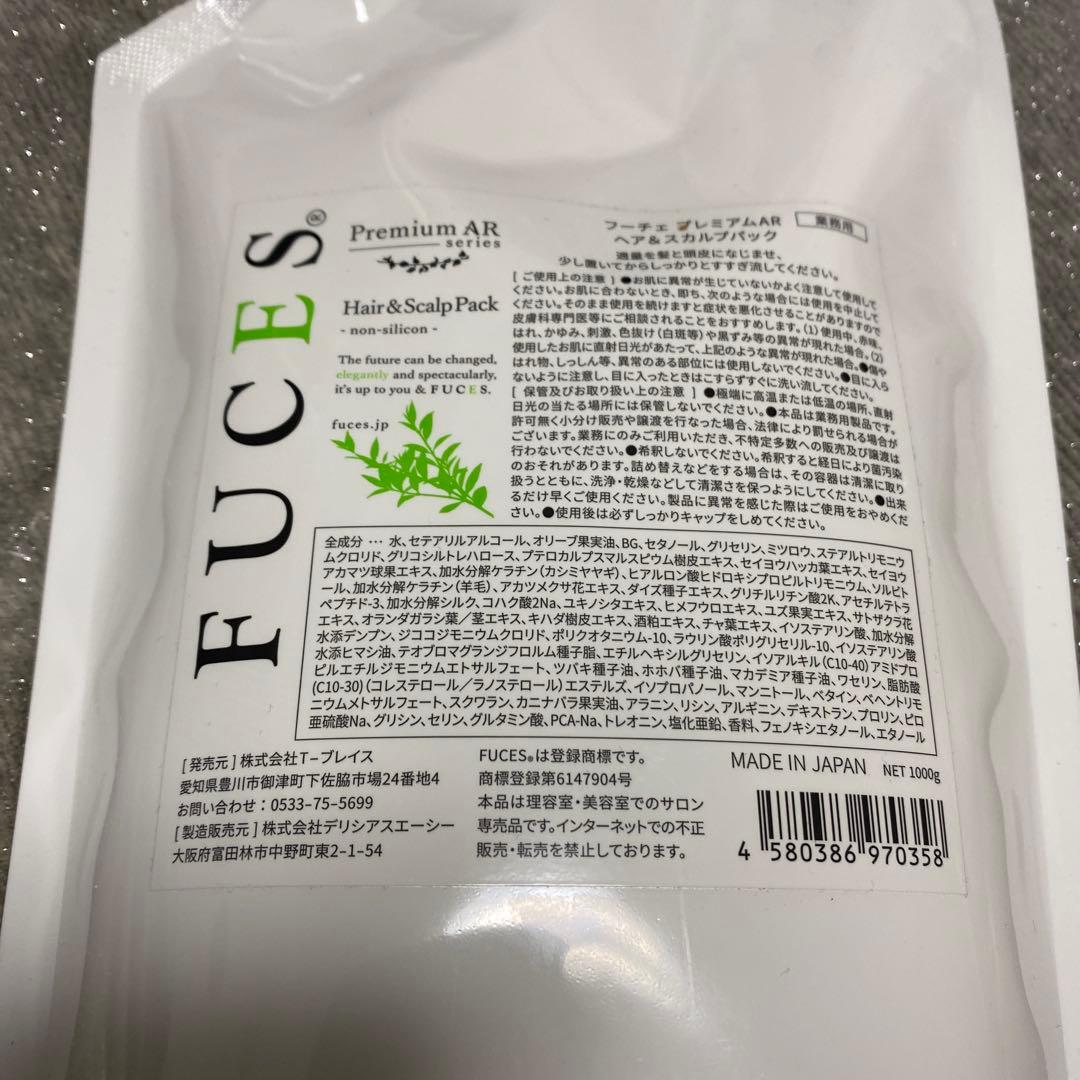 FUCES®
Premium AR
series
Hair&Scalp Pack
- non-silicon -
The future can be changed,
elegantly and spectacularly,
it's up to you & FUCES.
fuces.jp
フーチェ プレミアムAR
ヘア&スカルプパック
業務用
適量を髪と頭皮になじませ、
少し置いてからしっかりとすすぎ流してください。
[ ご使用上の注意 ] ●お肌に異常が生じていないかよく注意して使用して
ください。お肌に合わないとき、即ち、次のような場合には使用を中止して
ください。そのまま使用を続けますと症状を悪化させることがありますので
皮膚科専門医等にご相談されることをおすすめします。(1)使用中、赤味、
はれ、かゆみ、刺激、色抜け(白斑等)や黒ずみ等の異常が現れた場合。(2)
使用したお肌に直射日光があたって、上記のような異常が現れた場合。●傷や
はれ物、しっしん等、異常のある部位には使用しないでください。●目に入ら
ないように注意し、目に入ったときはこすらずすぐに洗い流してください。
[ 保管及びお取り扱い上の注意 ] ●極端に高温または低温の場所、直射
日光の当たる場所には保管しないでください。●本品は業務用製品です。
許可無く小分け販売や譲渡を行なった場合、法律により罰せられる場合が
ございます。業務にのみご利用いただき、不特定多数への販売及び譲渡は
行わないでください。●希釈しないでください。希釈すると経日により菌汚染
のおそれがあります。詰め替えなどをする場合は、その容器は清潔に取り
扱うとともに、洗浄・乾燥などして清潔さを保つようにしてください。●出来
るだけ早くご使用ください。製品に異常を感じた際はご使用をおやめくだ
さい。●使用後は必ずしっかりキャップをしめてください。
全成分 … 水、セテアリルアルコール、オリーブ果実油、BG、セタノール、グリセリン、ミツロウ、ステアルトリモニウ
ムクロリド、グリコシルトレハロース、プテロカルプスマルスピウム樹皮エキス、セイヨウハッカ葉エキス、セイヨウ
アカマツ球果エキス、加水分解ケラチン(カシミヤヤギ)、ヒアルロン酸ヒドロキシプロピルトリモニウム、ソルビト
ール、加水分解ケラチン(羊毛)、アカツメクサ花エキス、ダイズ種子エキス、グリチルリチン酸2K、アセチルテトラ
ペプチド-3、加水分解シルク、コハク酸2Na、ユキノシタエキス、ヒメフウロエキス、ユズ果実エキス、サトザクラ花
エキス、オランダガラシ葉/茎エキス、キハダ樹皮エキス、酒粕エキス、チャ葉エキス、イソステアリン酸、加水分解
水添デンプン、ジココジモニウムクロリド、ポリクオタニウム-10、ラウリン酸ポリグリセリル-10、イソステアリン酸
水添ヒマシ油、テオブロマグランジフロルム種子脂、エチルヘキシルグリセリン、イソアルキル(C10-40)アミドプロ
ピルエチルジモニウムエトサルフェート、ツバキ種子油、ホホバ種子油、マカデミア種子油、ワセリン、脂肪酸
(C10-30)(コレステロール/ラノステロール)エステルズ、イソプロパノール、マンニトール、ベタイン、ベヘントリモ
ニウムメトサルフェート、スクワラン、カニナバラ果実油、アラニン、リシン、アルギニン、デキストラン、プロリン、ピロ
亜硫酸Na、グリシン、セリン、グルタミン酸、PCA-Na、トレオニン、塩化亜鉛、香料、フェノキシエタノール、エタノール
[ 発売元 ] 株式会社T-ブレイス
愛知県豊川市御津町下佐脇市場24番地4
お問い合わせ:0533-75-5699
[ 製造販売元 ] 株式会社デリシアスエーシー
大阪府富田林市中野町東2-1-54
FUCES®は登録商標です。
商標登録第6147904号
本品は理容室・美容室でのサロン
専売品です。インターネットでの不正
販売・転売を禁止しております。
MADE IN JAPAN NET 1000g
4 580386 970358